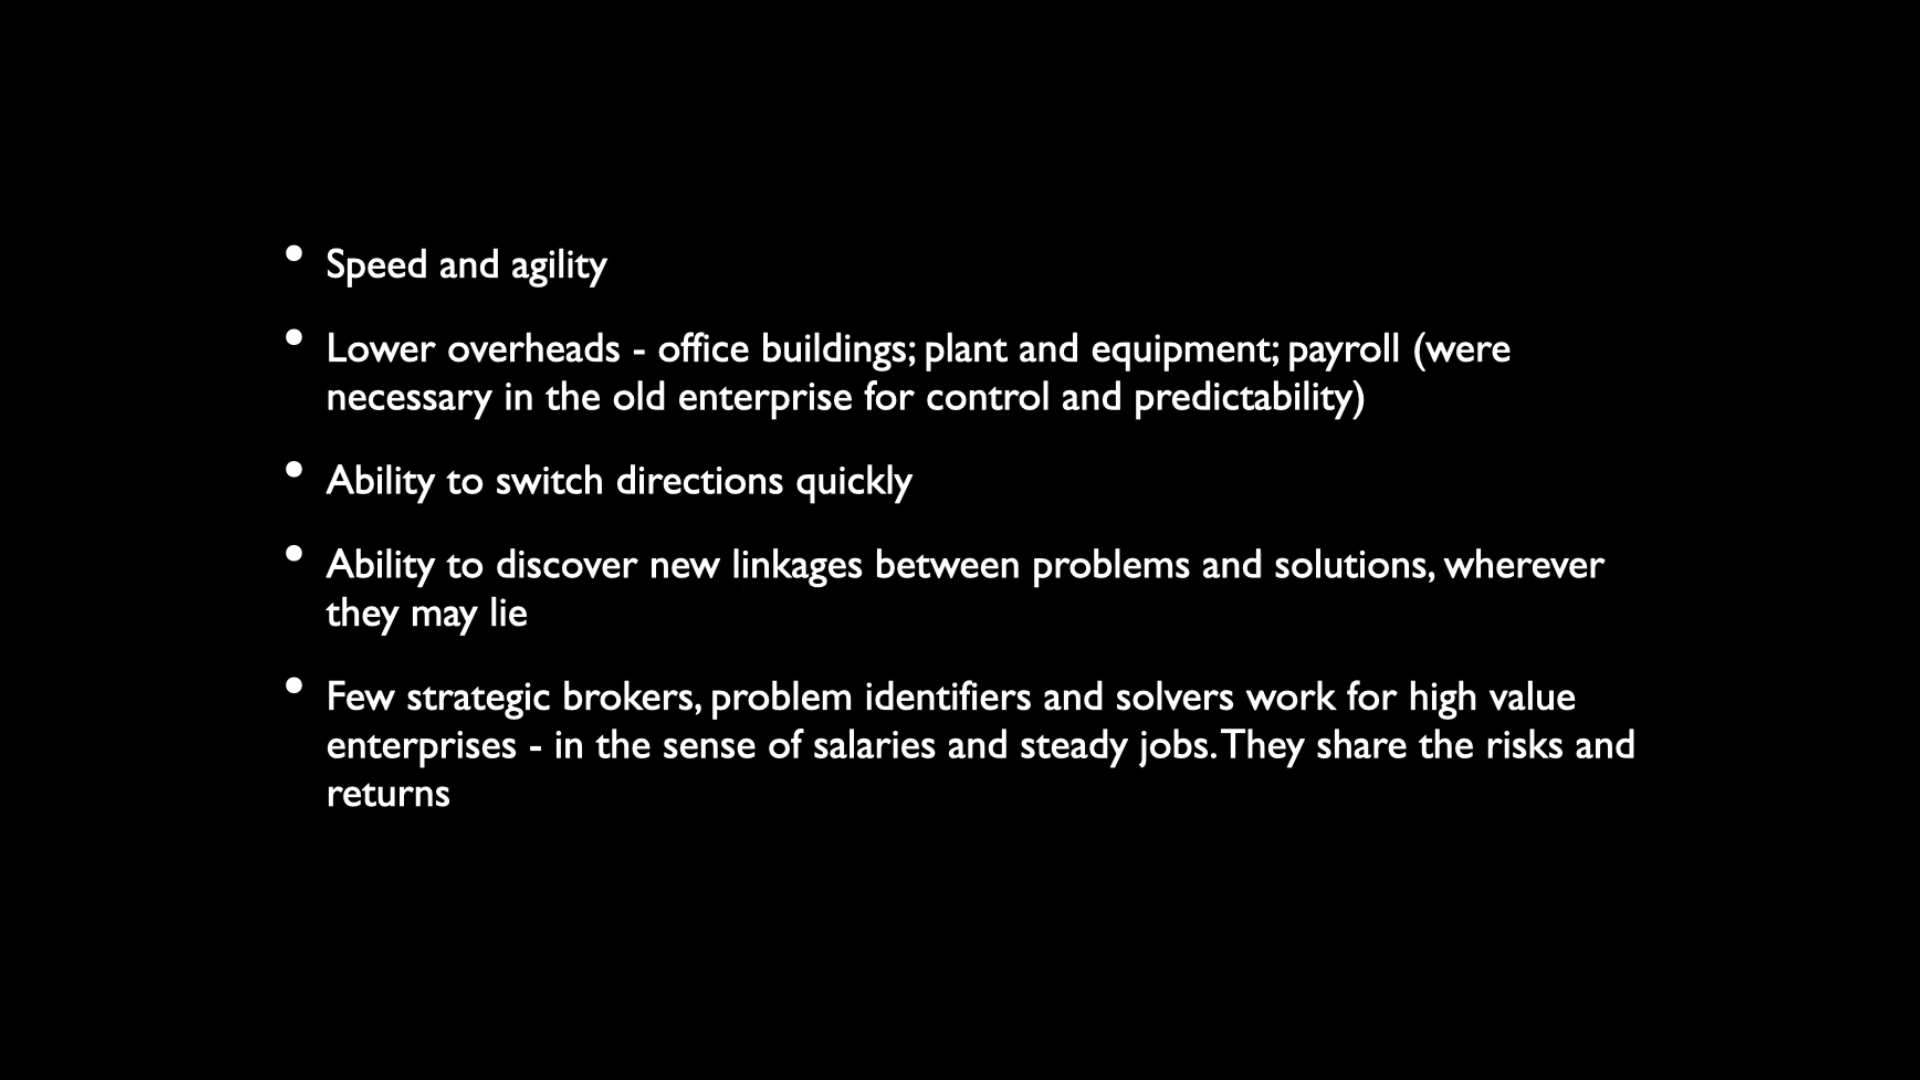 • Speed and agility
• Lower overheads - office buildings; plant and equipment; payroll (were
necessary in the old enterprise for control and predictability)
• Ability to switch directions quickly
• Ability to discover new linkages between problems and solutions, wherever
they may lie
• Few strategic brokers, problem identifiers and solvers work for high value
enterprises - in the sense of salaries and steady jobs. They share the risks and
returns